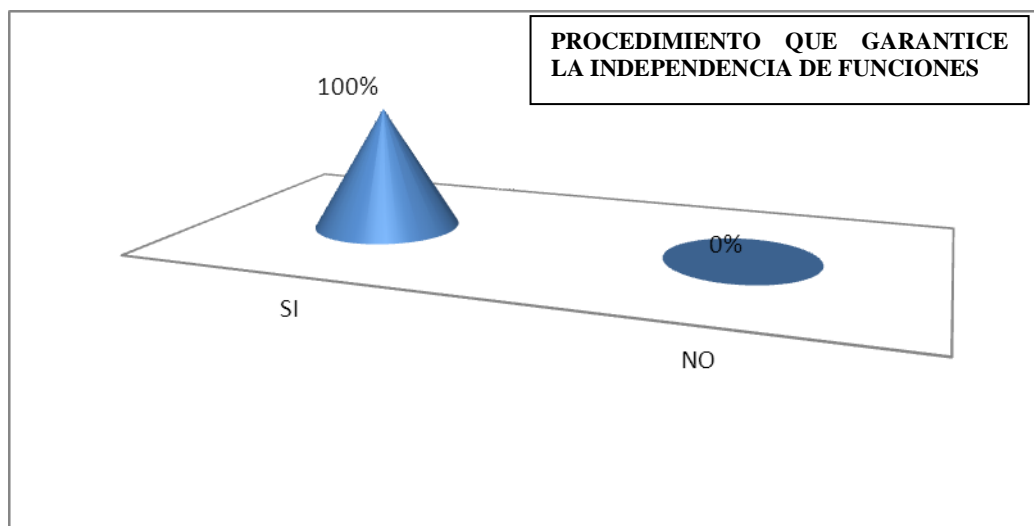 PROCEDIMIENTO QUE GARANTICE
LA INDEPENDENCIA DE FUNCIONES
100%
0%
SI
NO